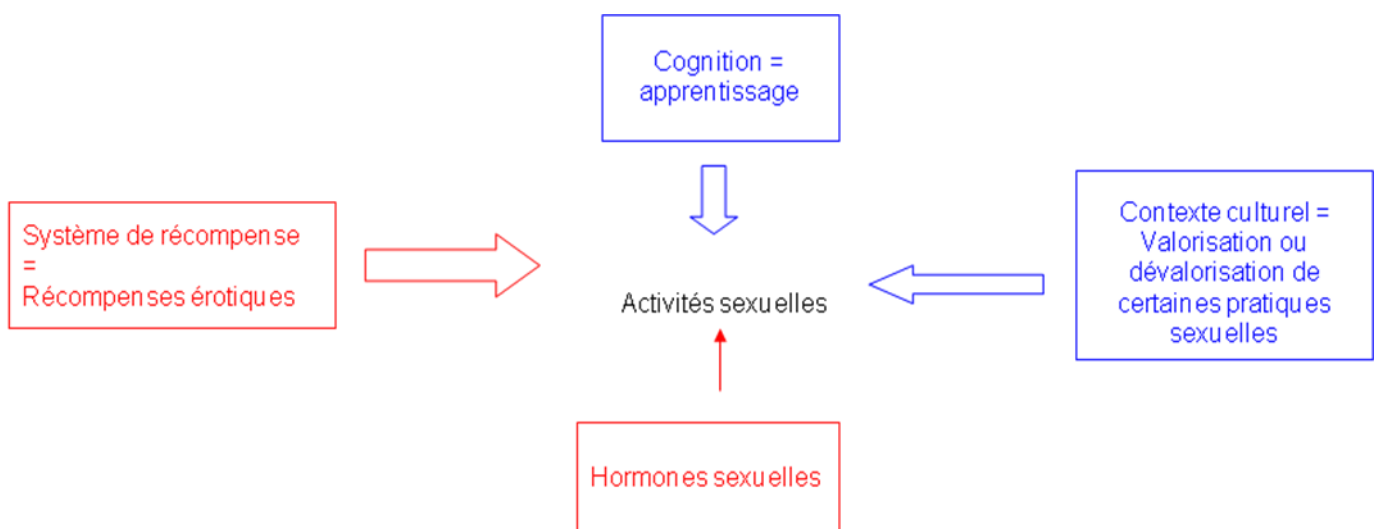 Cognition =
apprentissage
Système de récompense
=
Récompenses érotiques
Contexte culturel =
Valorisation ou
dévalorisation de
certaines pratiques
sexuelles
Activités sexuelles
Hormones sexuelles